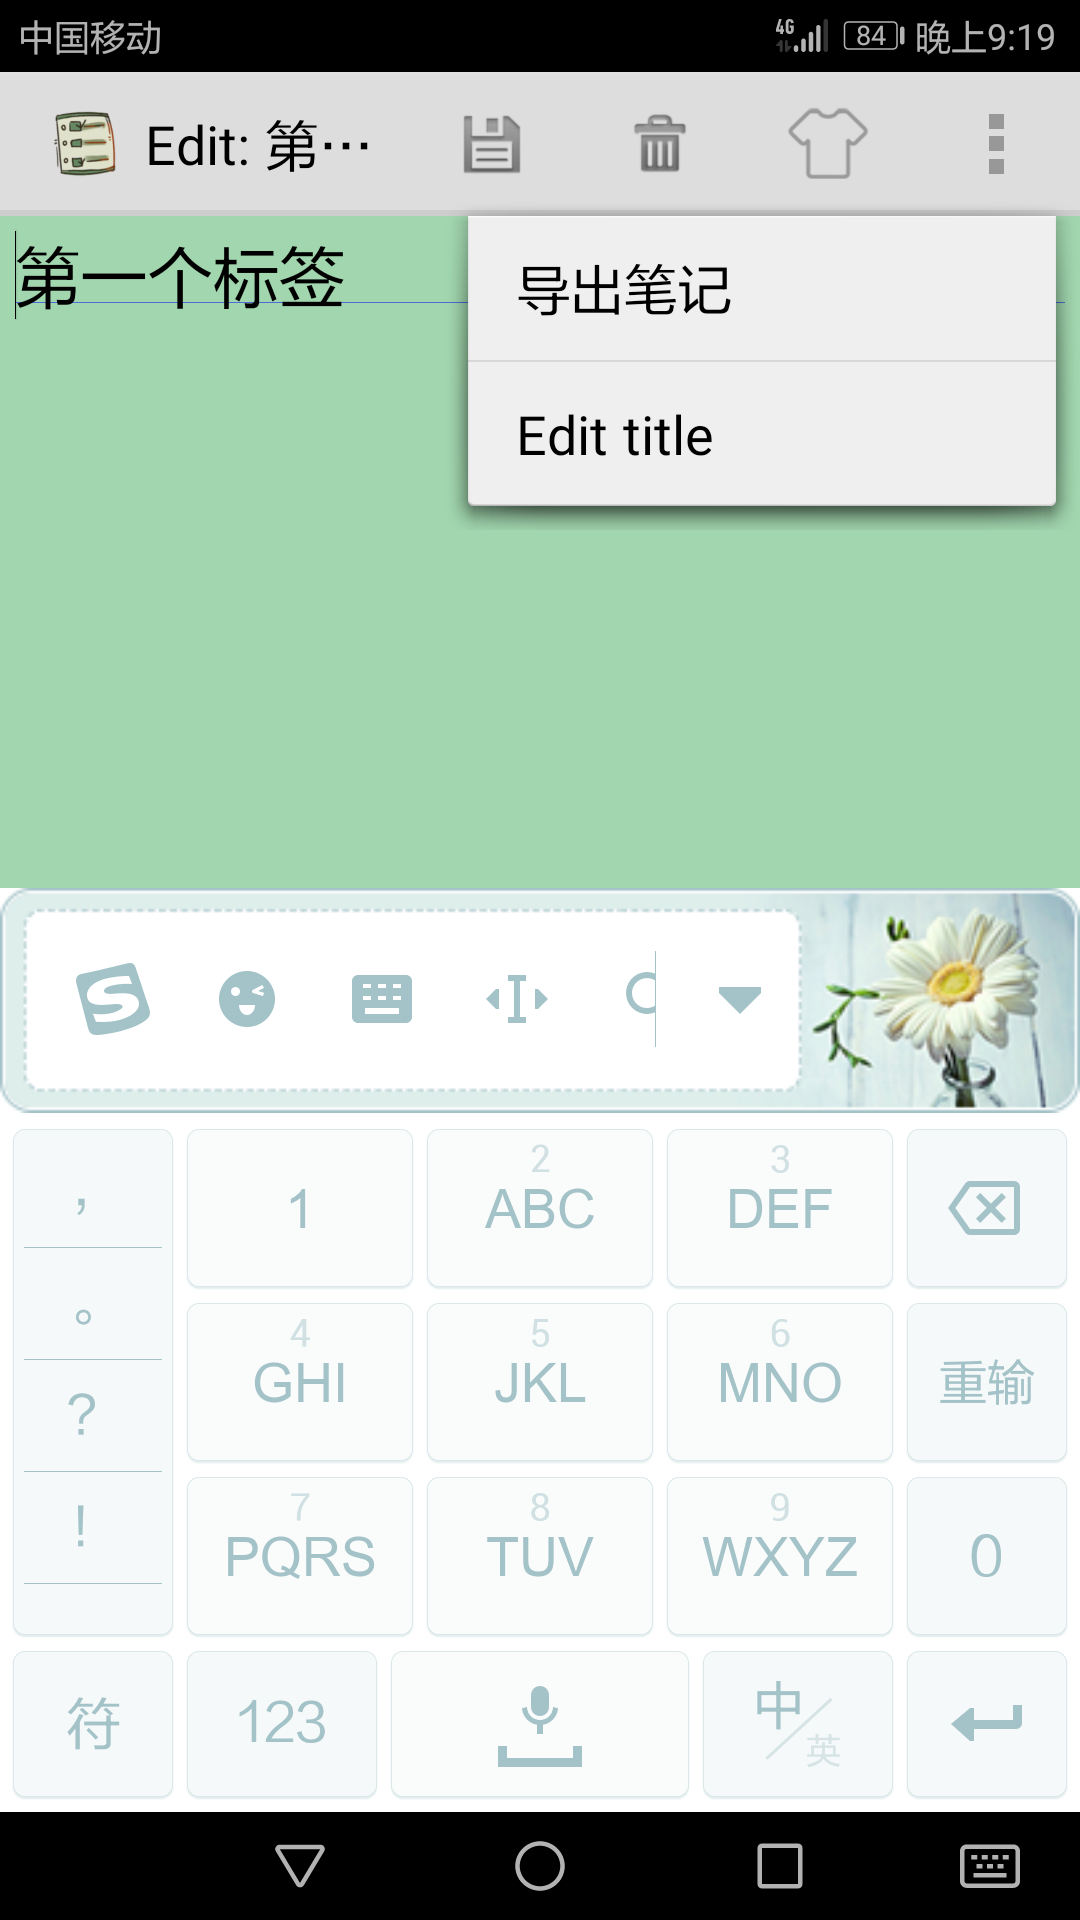 中国移动
4G 84 晚上9:19
Edit: 第…
第一个标签
导出笔记
Edit title
，
1
2
ABC
3
DEF
。
4
GHI
5
JKL
6
MNO
重输
?
!
7
PQRS
8
TUV
9
WXYZ
0
符
123
中/英